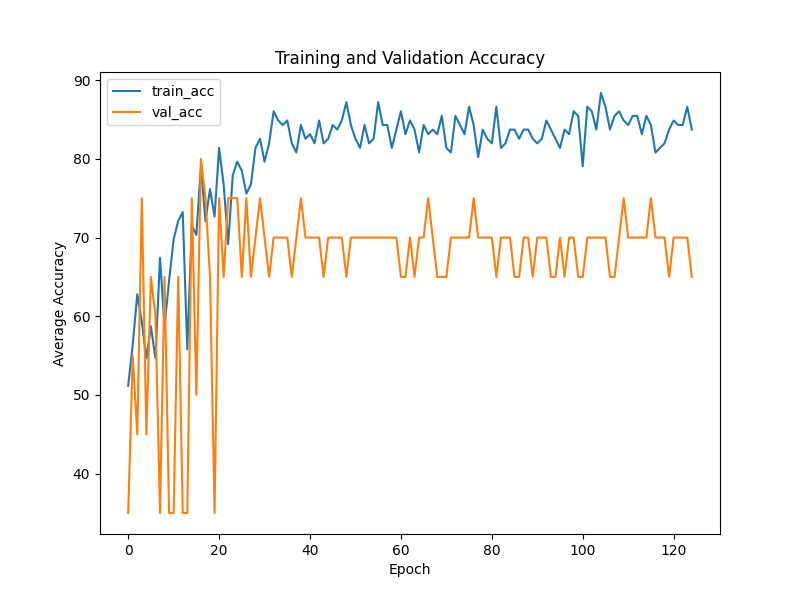 Training and Validation Accuracy
train_acc
val_acc
90
80
70
60
50
40
Average Accuracy
0 20 40 60 80 100 120
Epoch